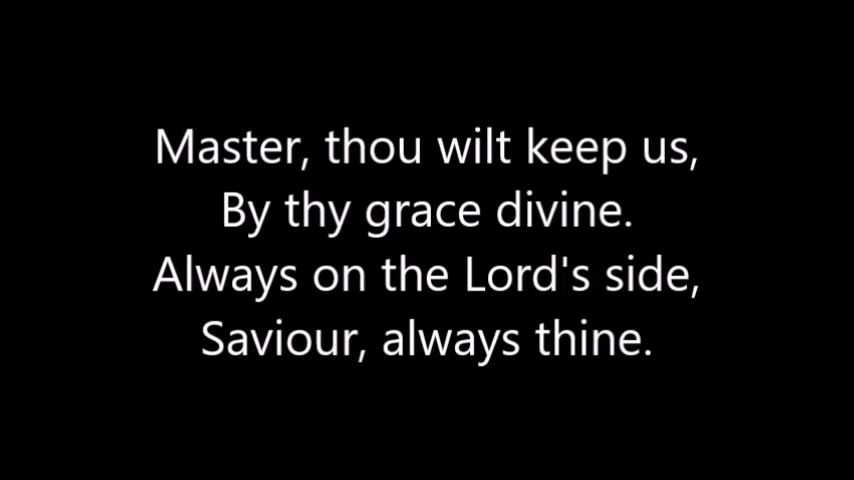 Master, thou wilt keep us,
By thy grace divine.
Always on the Lord's side,
Saviour, always thine.